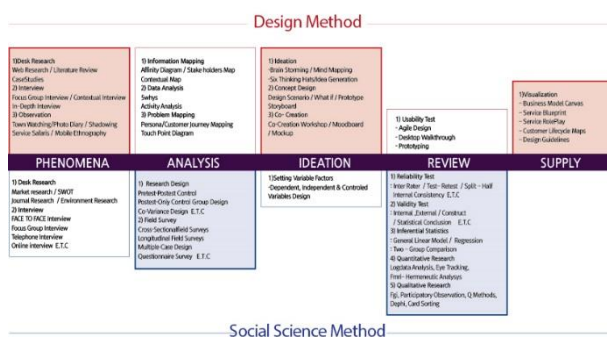 Design Method
1)Desk Research
Web Research / Literature Review
CaseStudies
2) Interview
Focus Group Interview / Contextual Interview
In-Depth Interview
3) Observation
Town Watching/Photo Diary / Shadowing
Service Safaris / Mobile Ethnography
1) Information Mapping
Affinity Diagram / Stake holders Map
Contextual Map
2) Data Analysis
5whys
Activity Analysis
3) Problem Mapping
Persona/Customer Journey Mapping
Touch Point Diagram
1) Ideation
-Brain Storming / Mind Mapping
-Six Thinking Hats/Idea Generation
2) Concept Design
Design Scenario / What if / Prototype
Storyboard
3) Co- Creation
Co-Creation Workshop / Moodboard
/ Mockup
1) Usability Test
- Agile Design
- Desktop Walkthrough
- Prototyping
1)Visualization
- Business Model Canvas
- Service Blueprint
- Service RolePlay
- Customer Lifecycle Maps
- Design Guidelines
PHENOMENA
ANALYSIS
IDEATION
REVIEW
SUPPLY
1) Desk Research
Market research / SWOT
Journal Research / Environment Research
2) Interview
FACE TO FACE Interview
Focus Group Interview
Telephone Interview
Online interview E.T.C
1) Research Design
Pretest-Postest Control
Posttest-Only Control Group Design
Co-Variance Design E.T.C
2) Field Survey
Cross-Sectionalfield Surveys
Longitudinal Field Surveys
Multiple-Case Design
Questionnaire Survey E.T.C
1)Setting Variable Factors
-Dependent, Independent & Controled
Variables Design
1) Reliability Test
: Inter Rater / Test- Retest / Split - Half
Internal Consistency E.T.C
2) Validity Test
: Internal ,External / Construct
/ Statistical Conclusion E.T.C
3) Inferential Statistics
: General Linear Model / Regression
: Two - Group Comparison
4) Quantitative Research
Logdata Analysis, Eye Tracking,
Hermeneutic Analysys
5) Qualitative Research
Fgi, Participatory Observation, Q Methods,
Dephi, Card Sorting
Social Science Method